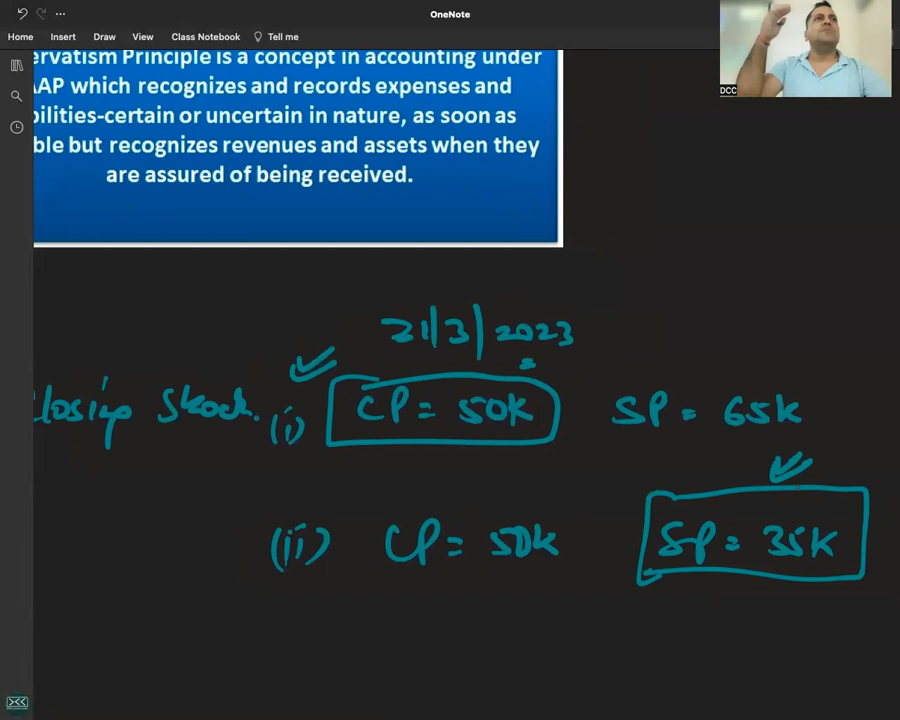 OneNote
Home Insert Draw View Class Notebook Tell me
ervatism Principle is a concept in accounting under
AAP which recognizes and records expenses and
bilities-certain or uncertain in nature, as soon as
ble but recognizes revenues and assets when they
are assured of being received.
DCC
31/3/2023
Closing Stock. (i) CP = 50K SP = 65K
(ii) CP = 50K SP = 35K